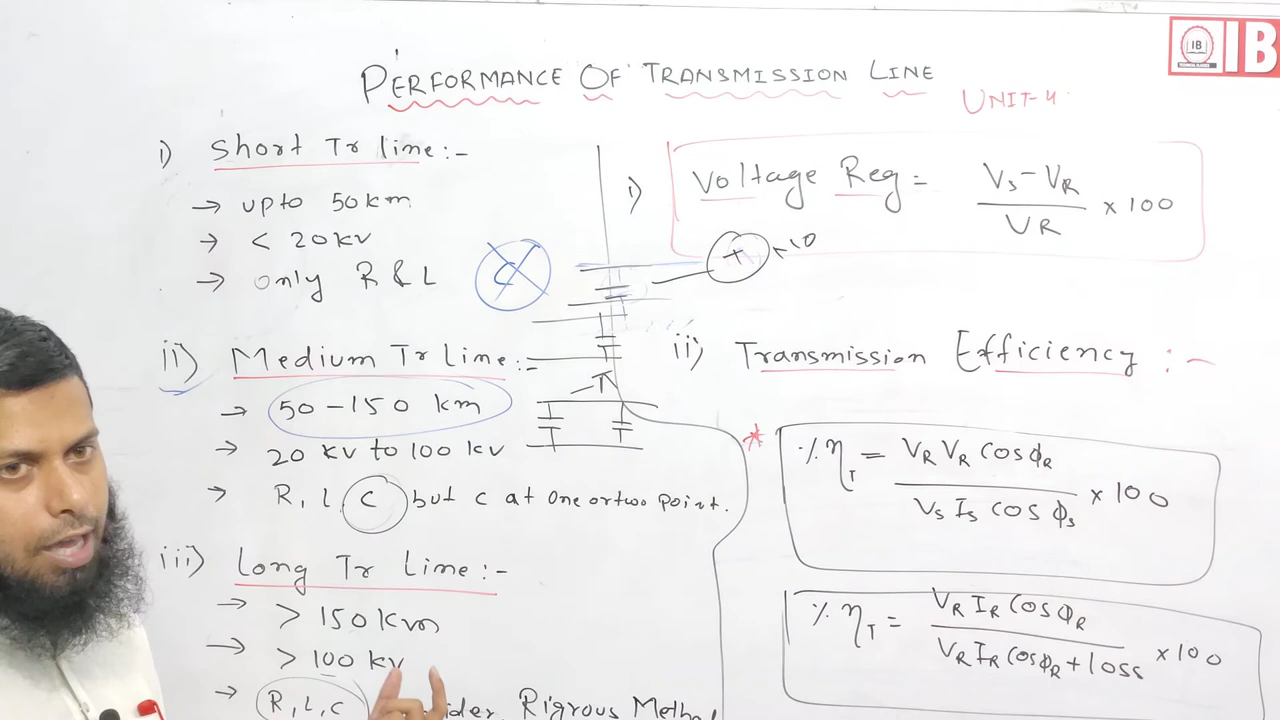 PERFORMANCE OF TRANSMISSION LINE
UNIT-4
IB
IB
i) Short Tr line:-
→ upto 50km
→ < 20kv
→ only R & L
C
ii) Medium Tr Line:-
→ 50-150 km
→ 20 kv to 100 kv
→ R, L, C but c at one or two point.
iii) Long Tr Line:-
→ > 150 Km
→ > 100 kv
→ R, L, C Rigrous Method
i) Voltage Reg = (Vs - VR) / VR × 100
+ 10
ii) Transmission Efficiency :-
* % ηT = VR VR cos ϕR / Vs Is cos ϕs × 100
% ηT = VR IR cos ϕR / VR IR cos ϕR + loss × 100